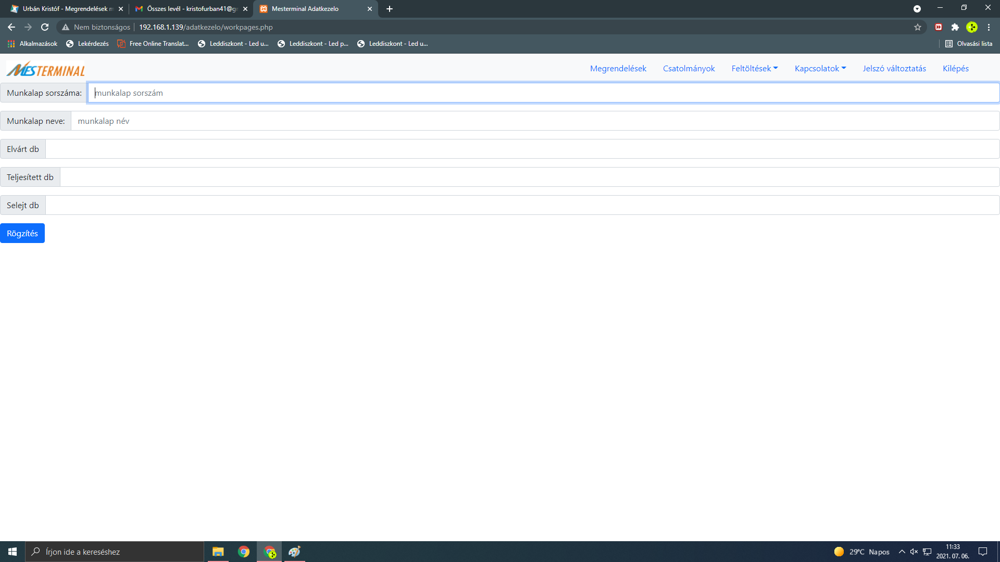 Urbán Kristóf - Megrendelések m
Összes levél - kristofurban41@gr
Mesterminal Adatkezelo
Nem biztonságos 192.168.1.139/adatkezelo/workpages.php
Alkalmazások Lekérdezés Free Online Translat... Leddiszkont - Led u... Leddiszkont - Led p... Leddiszkont - Led u... Olvasási lista
MESTERMINAL Megrendelések Csatolmányok Feltöltések Kapcsolatok Jelszó változtatás Kilépés
Munkalap sorszáma: munkalap sorszám
Munkalap neve: munkalap név
Elvárt db
Teljesített db
Selejt db
Rögzítés
Írjon ide a kereséshez
29°C Napos
11:33
2021. 07. 06.